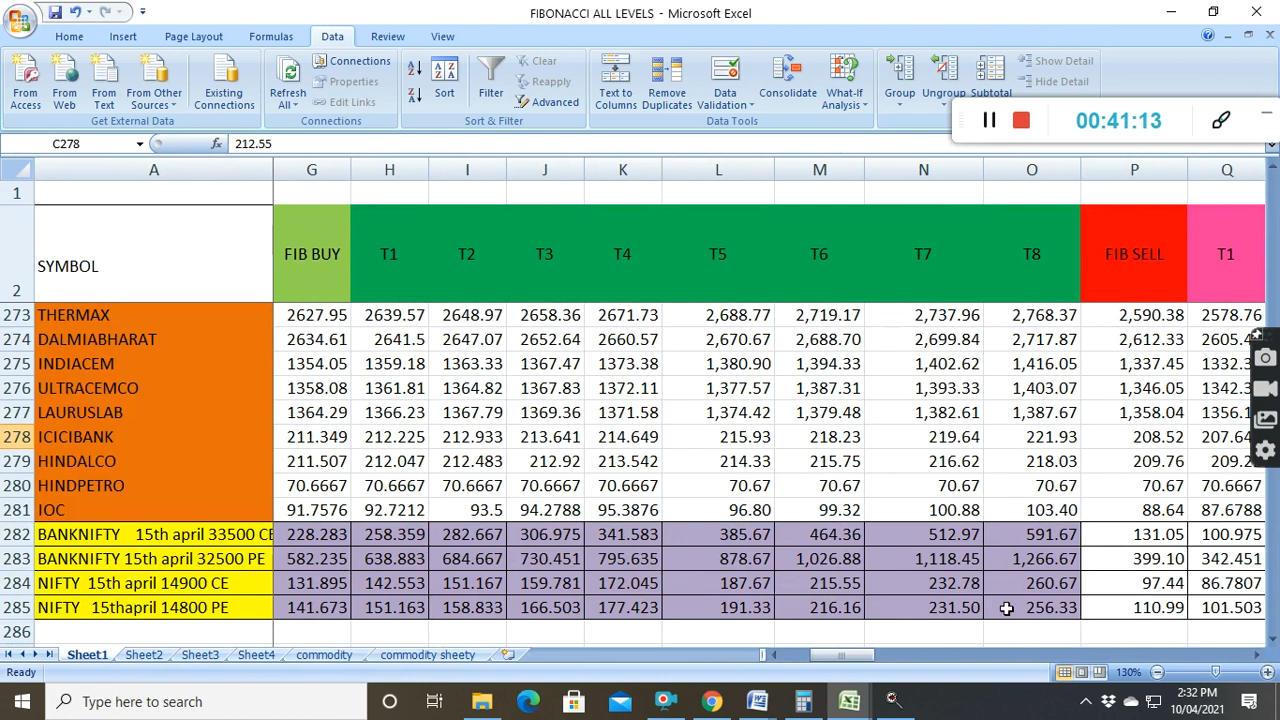 FIBONACCI ALL LEVELS - Microsoft Excel
Home Insert Page Layout Formulas Data Review View
From Access From Web From Text From Other Sources Existing Connections Refresh All Connections Properties Edit Links Sort Filter Clear Reapply Advanced Text to Columns Remove Duplicates Data Validation Consolidate What-If Analysis Group Ungroup Subtotal Show Detail Hide Detail
Get External Data Connections Sort & Filter Data Tools
00:41:13
C278 fx 212.55
A G H I J K L M N O P Q
1
2 SYMBOL FIB BUY T1 T2 T3 T4 T5 T6 T7 T8 FIB SELL T1
273 THERMAX 2627.95 2639.57 2648.97 2658.36 2671.73 2,688.77 2,719.17 2,737.96 2,768.37 2,590.38 2578.76
274 DALMIABHARAT 2634.61 2641.5 2647.07 2652.64 2660.57 2,670.67 2,688.70 2,699.84 2,717.87 2,612.33 2605.4
275 INDIACEM 1354.05 1359.18 1363.33 1367.47 1373.38 1,380.90 1,394.33 1,402.62 1,416.05 1,337.45 1332.3
276 ULTRACEMCO 1358.08 1361.81 1364.82 1367.83 1372.11 1,377.57 1,387.31 1,393.33 1,403.07 1,346.05 1342.3
277 LAURUSLAB 1364.29 1366.23 1367.79 1369.36 1371.58 1,374.42 1,379.48 1,382.61 1,387.67 1,358.04 1356.1
278 ICICIBANK 211.349 212.225 212.933 213.641 214.649 215.93 218.23 219.64 221.93 208.52 207.64
279 HINDALCO 211.507 212.047 212.483 212.92 213.542 214.33 215.75 216.62 218.03 209.76 209.2
280 HINDPETRO 70.6667 70.6667 70.6667 70.6667 70.6667 70.67 70.67 70.67 70.67 70.67 70.6667
281 IOC 91.7576 92.7212 93.5 94.2788 95.3876 96.80 99.32 100.88 103.40 88.64 87.6788
282 BANKNIFTY 15th april 33500 CE 228.283 258.359 282.667 306.975 341.583 385.67 464.36 512.97 591.67 131.05 100.975
283 BANKNIFTY 15th april 32500 PE 582.235 638.883 684.667 730.451 795.635 878.67 1,026.88 1,118.45 1,266.67 399.10 342.451
284 NIFTY 15th april 14900 CE 131.895 142.553 151.167 159.781 172.045 187.67 215.55 232.78 260.67 97.44 86.7807
285 NIFTY 15thapril 14800 PE 141.673 151.163 158.833 166.503 177.423 191.33 216.16 231.50 256.33 110.99 101.503
286
Sheet1 Sheet2 Sheet3 Sheet4 commodity commodity sheety
Ready 130%
Type here to search
2:32 PM
10/04/2021